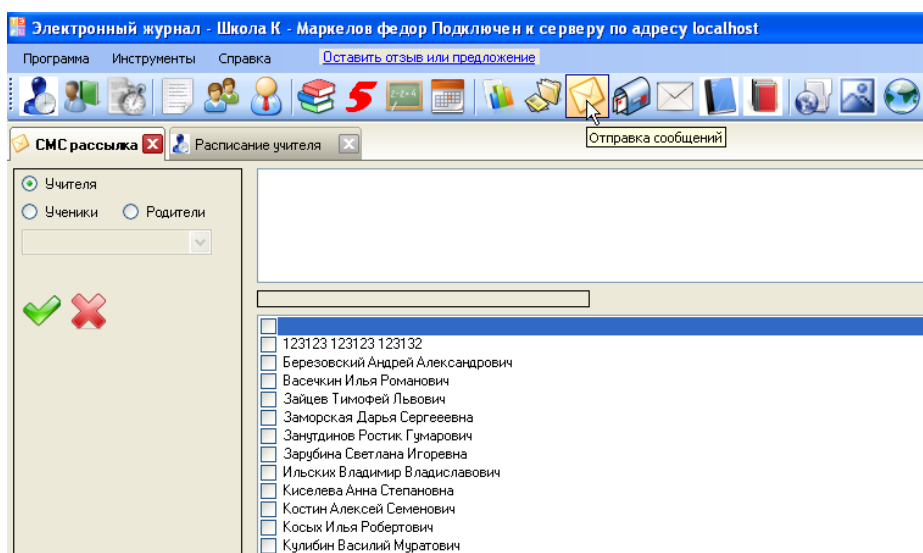 Электронный журнал - Школа К - Маркелов федор Подключен к серверу по адресу localhost
Программа Инструменты Справка Оставить отзыв или предложение
5 2-2=4
Отправка сообщений
СМС рассылка Расписание учителя
Учителя
Ученики Родители
123123 123123 123132
Березовский Андрей Александрович
Васечкин Илья Романович
Зайцев Тимофей Львович
Заморская Дарья Сергееевна
Занутдинов Ростик Гумарович
Зарубина Светлана Игоревна
Ильских Владимир Владиславович
Киселева Анна Степановна
Костин Алексей Семенович
Косых Илья Робертович
Кулибин Василий Муратович